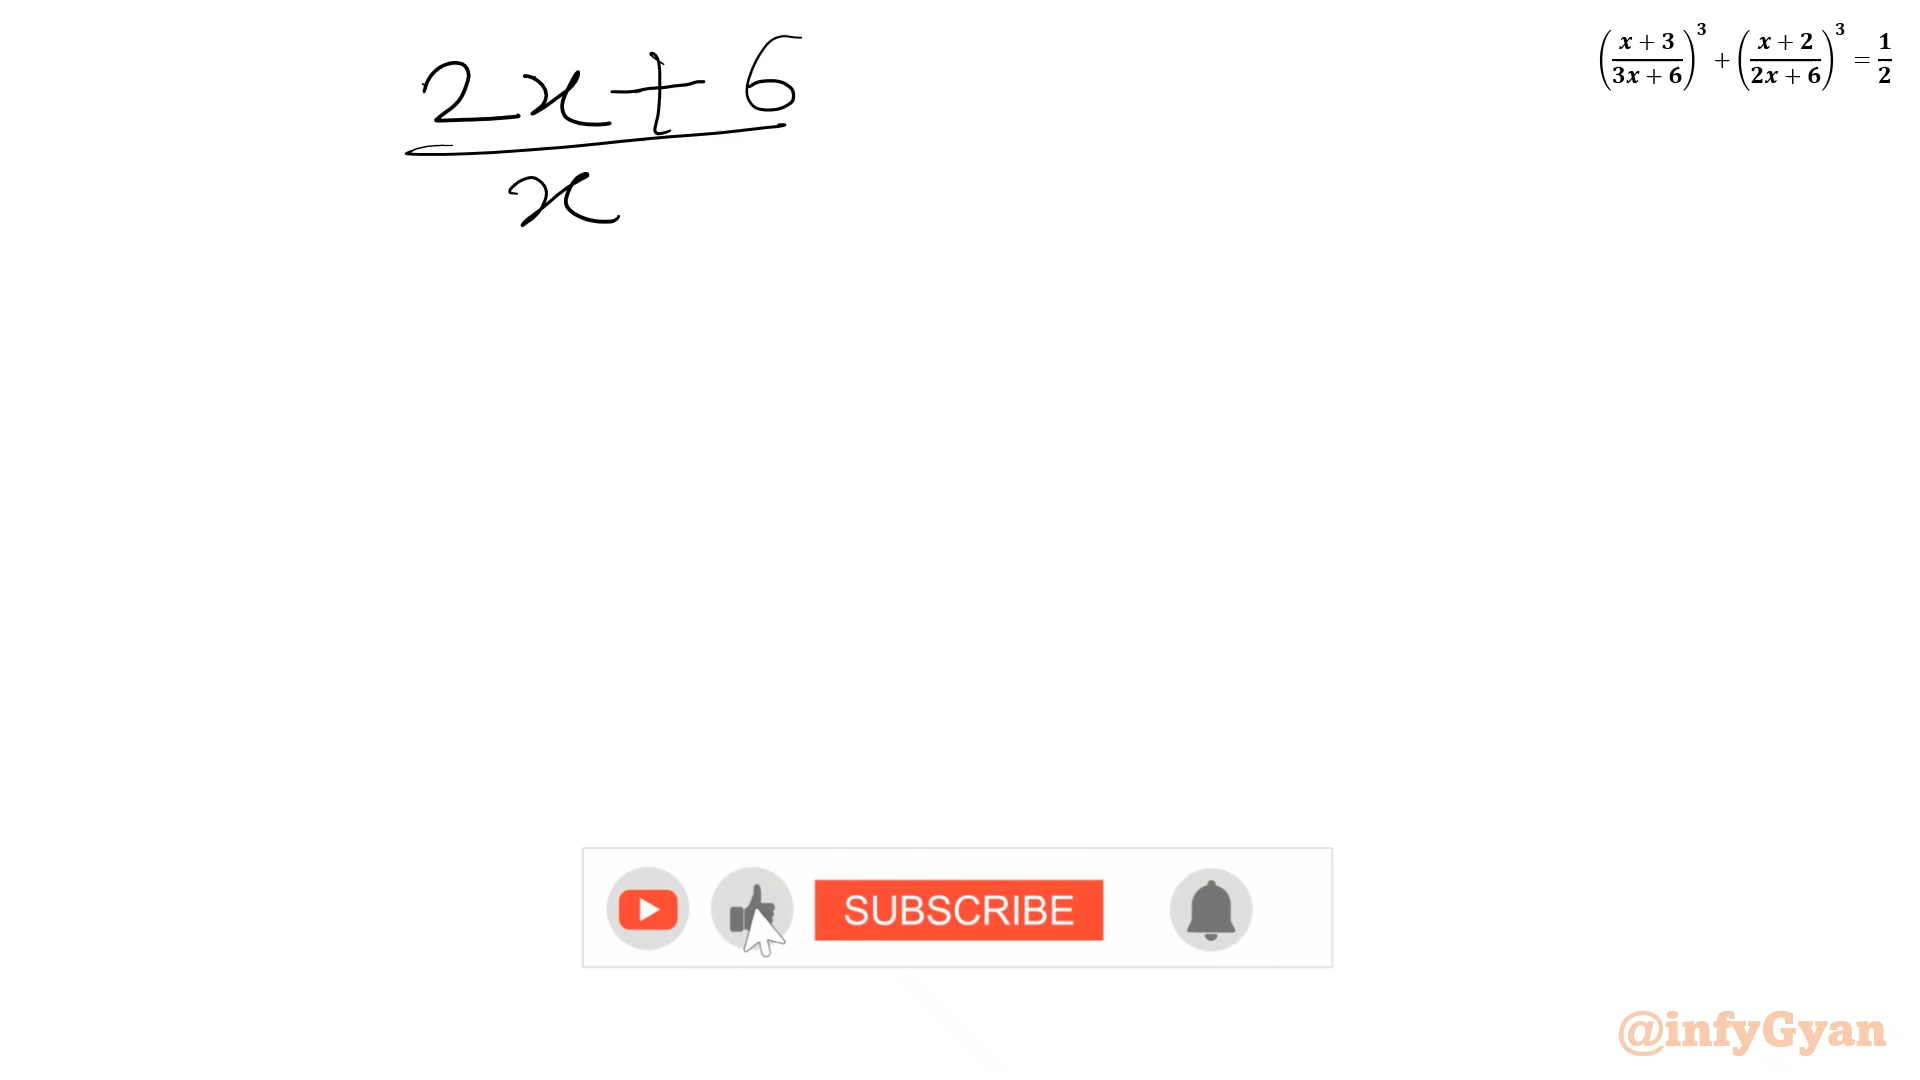 2x+6
x
(x+3 / 3x+6)^3 + (x+2 / 2x+6)^3 = 1/2
SUBSCRIBE
@infyGyan